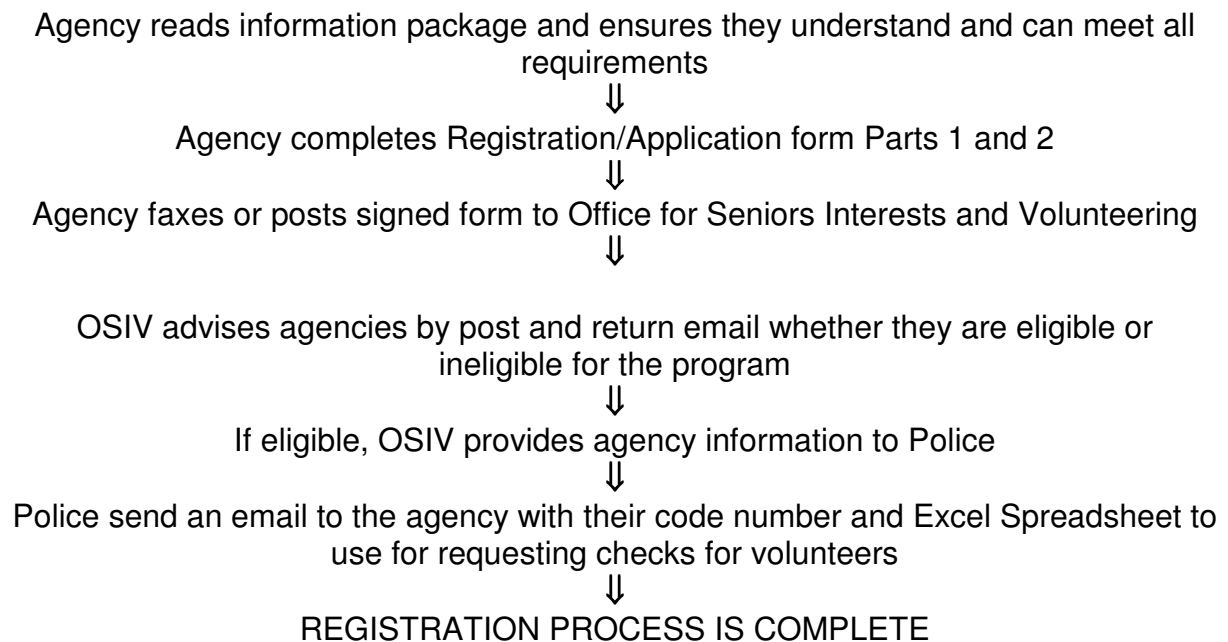 Agency reads information package and ensures they understand and can meet all
requirements
⇓
Agency completes Registration/Application form Parts 1 and 2
⇓
Agency faxes or posts signed form to Office for Seniors Interests and Volunteering
⇓
OSIV advises agencies by post and return email whether they are eligible or
ineligible for the program
⇓
If eligible, OSIV provides agency information to Police
⇓
Police send an email to the agency with their code number and Excel Spreadsheet to
use for requesting checks for volunteers
⇓
REGISTRATION PROCESS IS COMPLETE